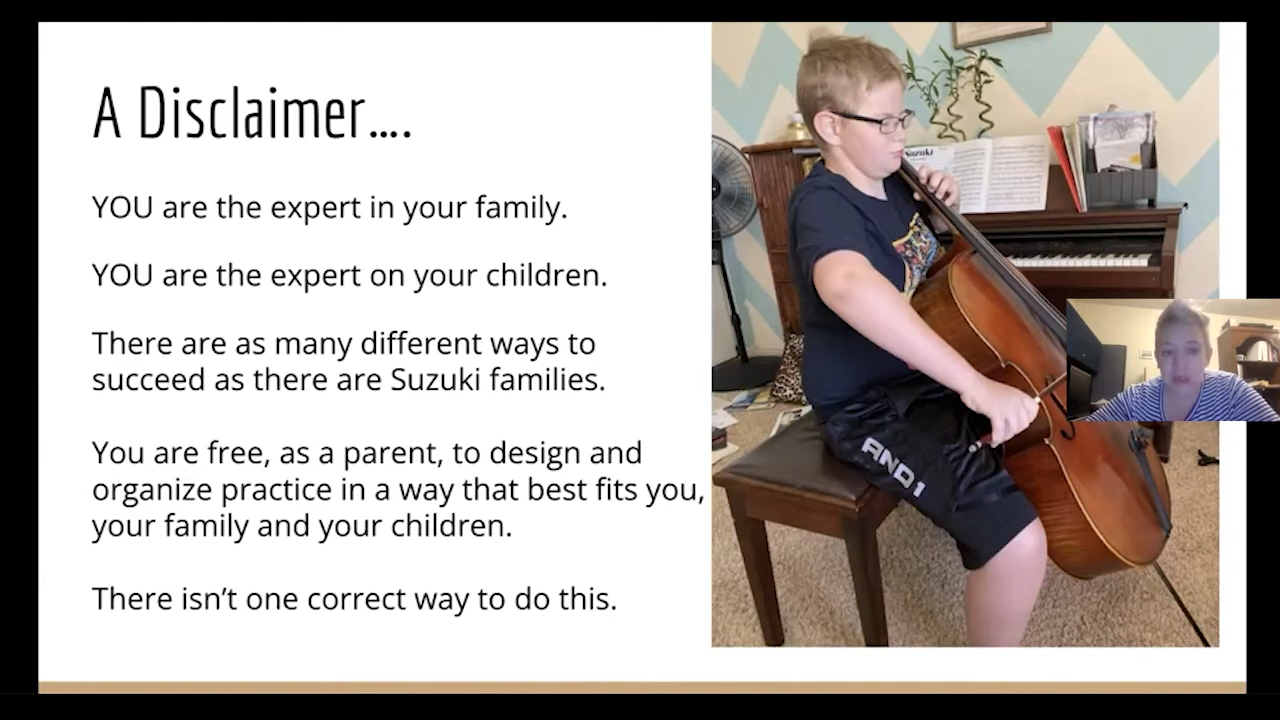 A Disclaimer....
YOU are the expert in your family.
YOU are the expert on your children.
There are as many different ways to
succeed as there are Suzuki families.
You are free, as a parent, to design and
organize practice in a way that best fits you,
your family and your children.
There isn't one correct way to do this.
Suzuki
AND1